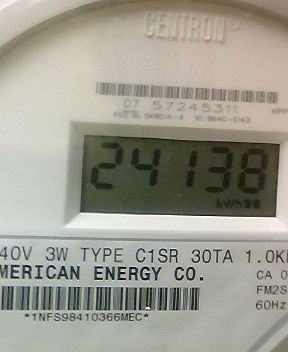 CENTRON®
07 57245311
24138
kWh
40V 3W TYPE C1SR 30TA 1.0K
MERICAN ENERGY CO.
CA 0
FM2S
60Hz
*1NFS98410366MEC*